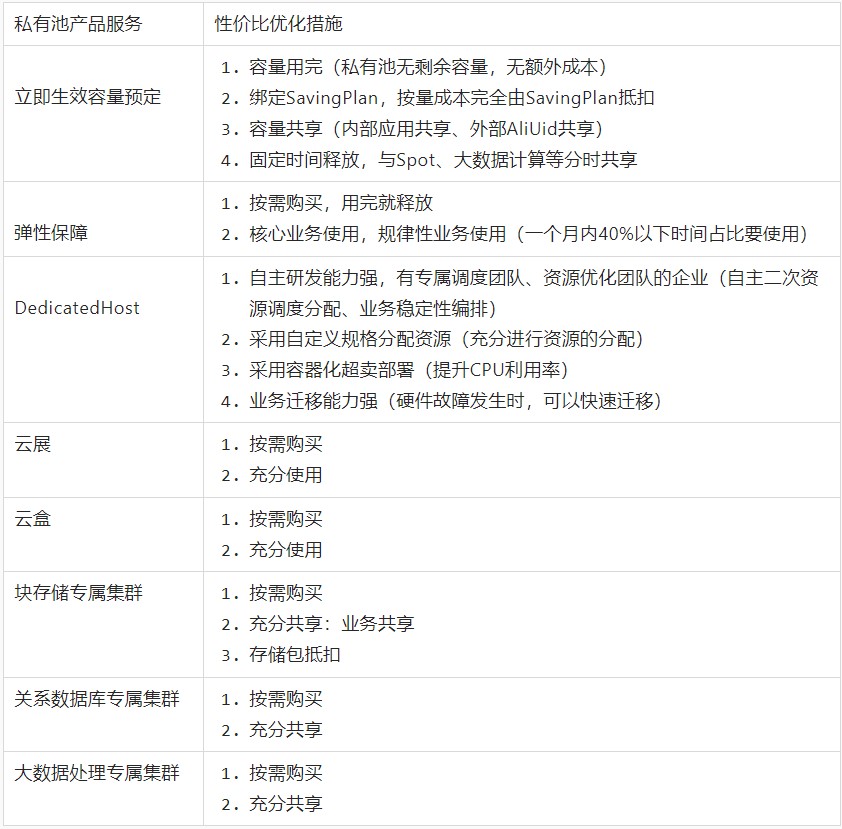 私有池产品服务
性价比优化措施
立即生效容量预定
1. 容量用完（私有池无剩余容量，无额外成本）
2. 绑定SavingPlan，按量成本完全由SavingPlan抵扣
3. 容量共享（内部应用共享、外部AliUid共享）
4. 固定时间释放，与Spot、大数据计算等分时共享
弹性保障
1. 按需购买，用完就释放
2. 核心业务使用，规律性业务使用（一个月内40%以下时间占比要使用）
DedicatedHost
1. 自主研发能力强，有专属调度团队、资源优化团队的企业（自主二次资
源调度分配、业务稳定性编排）
2. 采用自定义规格分配资源（充分进行资源的分配）
3. 采用容器化超卖部署（提升CPU利用率）
4. 业务迁移能力强（硬件故障发生时，可以快速迁移）
云展
1. 按需购买
2. 充分使用
云盒
1. 按需购买
2. 充分使用
块存储专属集群
1. 按需购买
2. 充分共享：业务共享
3. 存储包抵扣
关系数据库专属集群
1. 按需购买
2. 充分共享
大数据处理专属集群
1. 按需购买
2. 充分共享